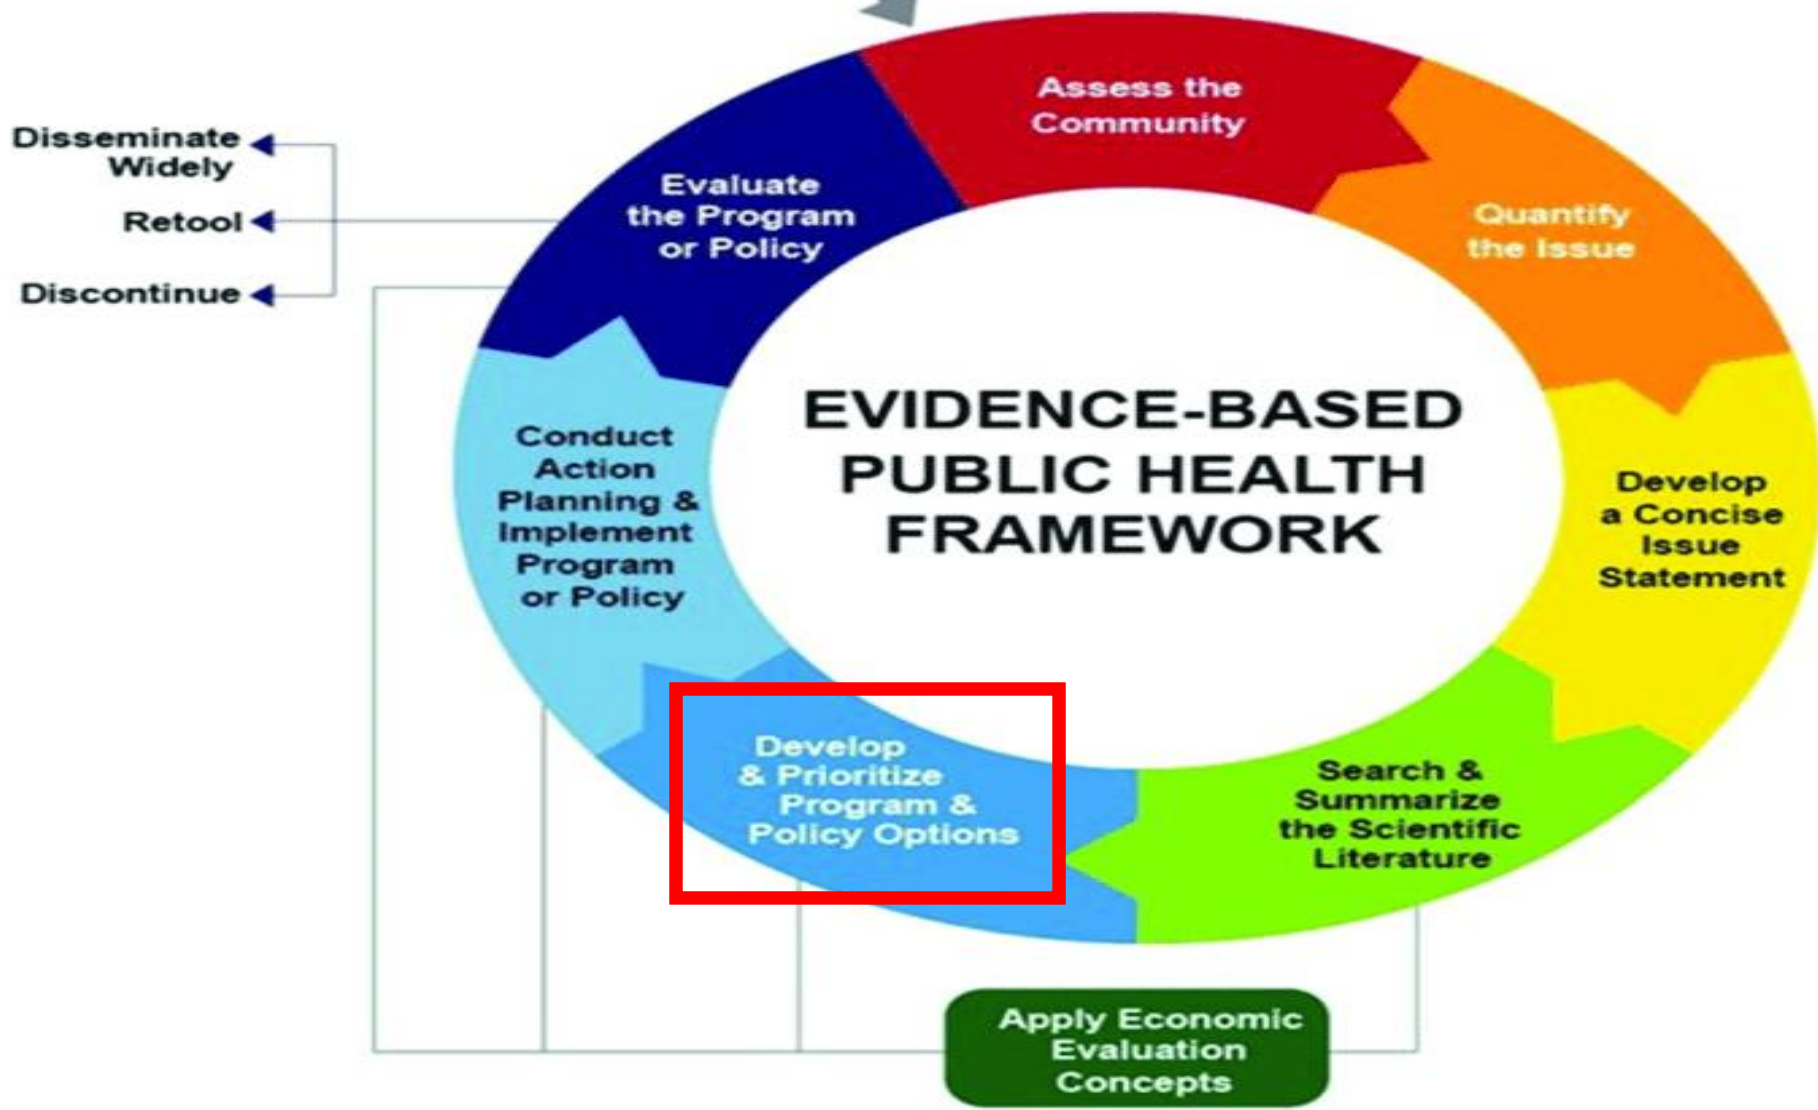 Assess the
Community
Quantify
the Issue
Develop
a Concise
Issue
Statement
Search &
Summarize
the Scientific
Literature
Develop
& Prioritize
Program &
Policy Options
Conduct
Action
Planning &
Implement
Program
or Policy
Evaluate
the Program
or Policy
Disseminate
Widely
Retool
Discontinue
EVIDENCE-BASED
PUBLIC HEALTH
FRAMEWORK
Apply Economic
Evaluation
Concepts